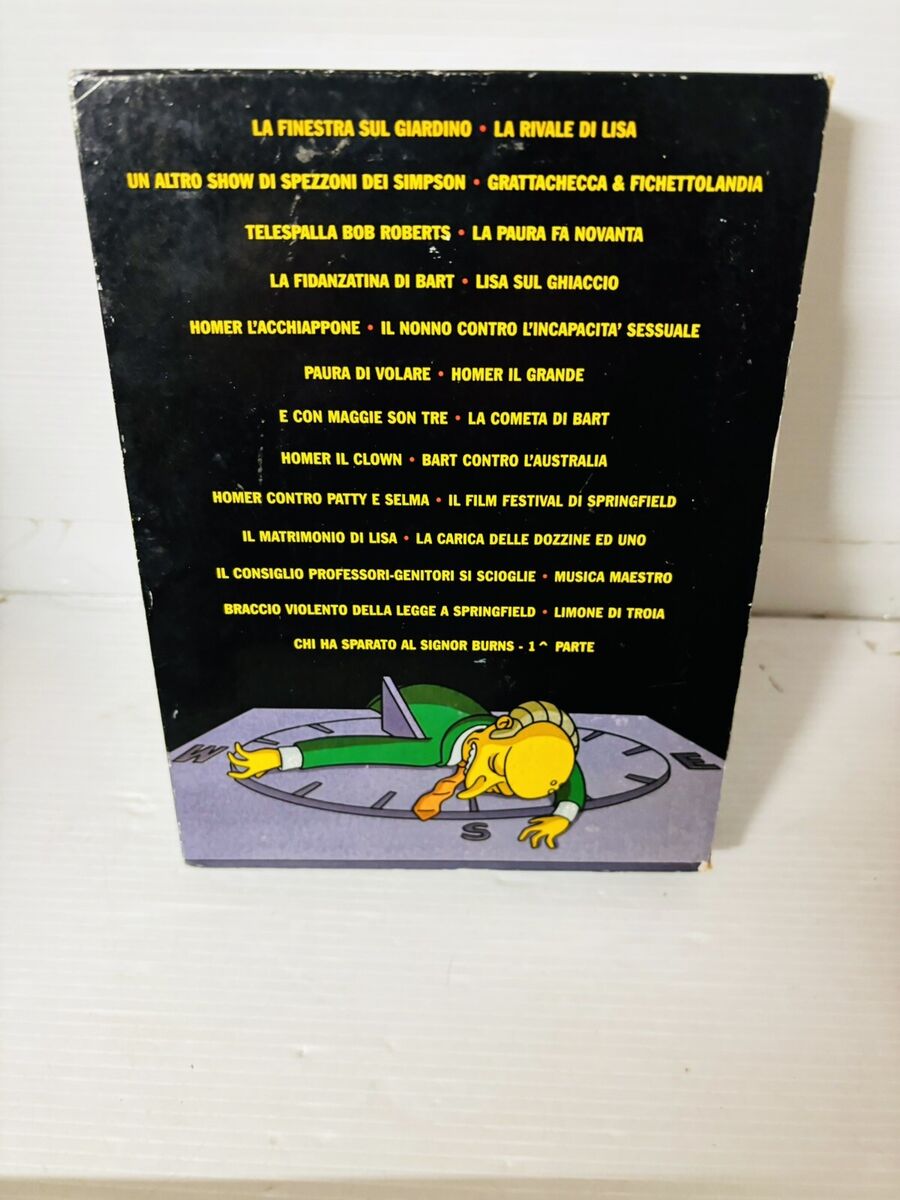 LA FINESTRA SUL GIARDINO • LA RIVALE DI LISA
UN ALTRO SHOW DI SPEZZONI DEI SIMPSON • GRATTACHECCA & FICHETTOLANDIA
TELESPALLA BOB ROBERTS • LA PAURA FA NOVANTA
LA FIDANZATINA DI BART • LISA SUL GHIACCIO
HOMER L'ACCHIAPPONE • IL NONNO CONTRO L'INCAPACITA' SESSUALE
PAURA DI VOLARE • HOMER IL GRANDE
E CON MAGGIE SON TRE • LA COMETA DI BART
HOMER IL CLOWN • BART CONTRO L'AUSTRALIA
HOMER CONTRO PATTY E SELMA • IL FILM FESTIVAL DI SPRINGFIELD
IL MATRIMONIO DI LISA • LA CARICA DELLE DOZZINE ED UNO
IL CONSIGLIO PROFESSORI-GENITORI SI SCIOGLIE • MUSICA MAESTRO
BRACCIO VIOLENTO DELLA LEGGE A SPRINGFIELD • LIMONE DI TROIA
CHI HA SPARATO AL SIGNOR BURNS - 1^ PARTE
W E
S